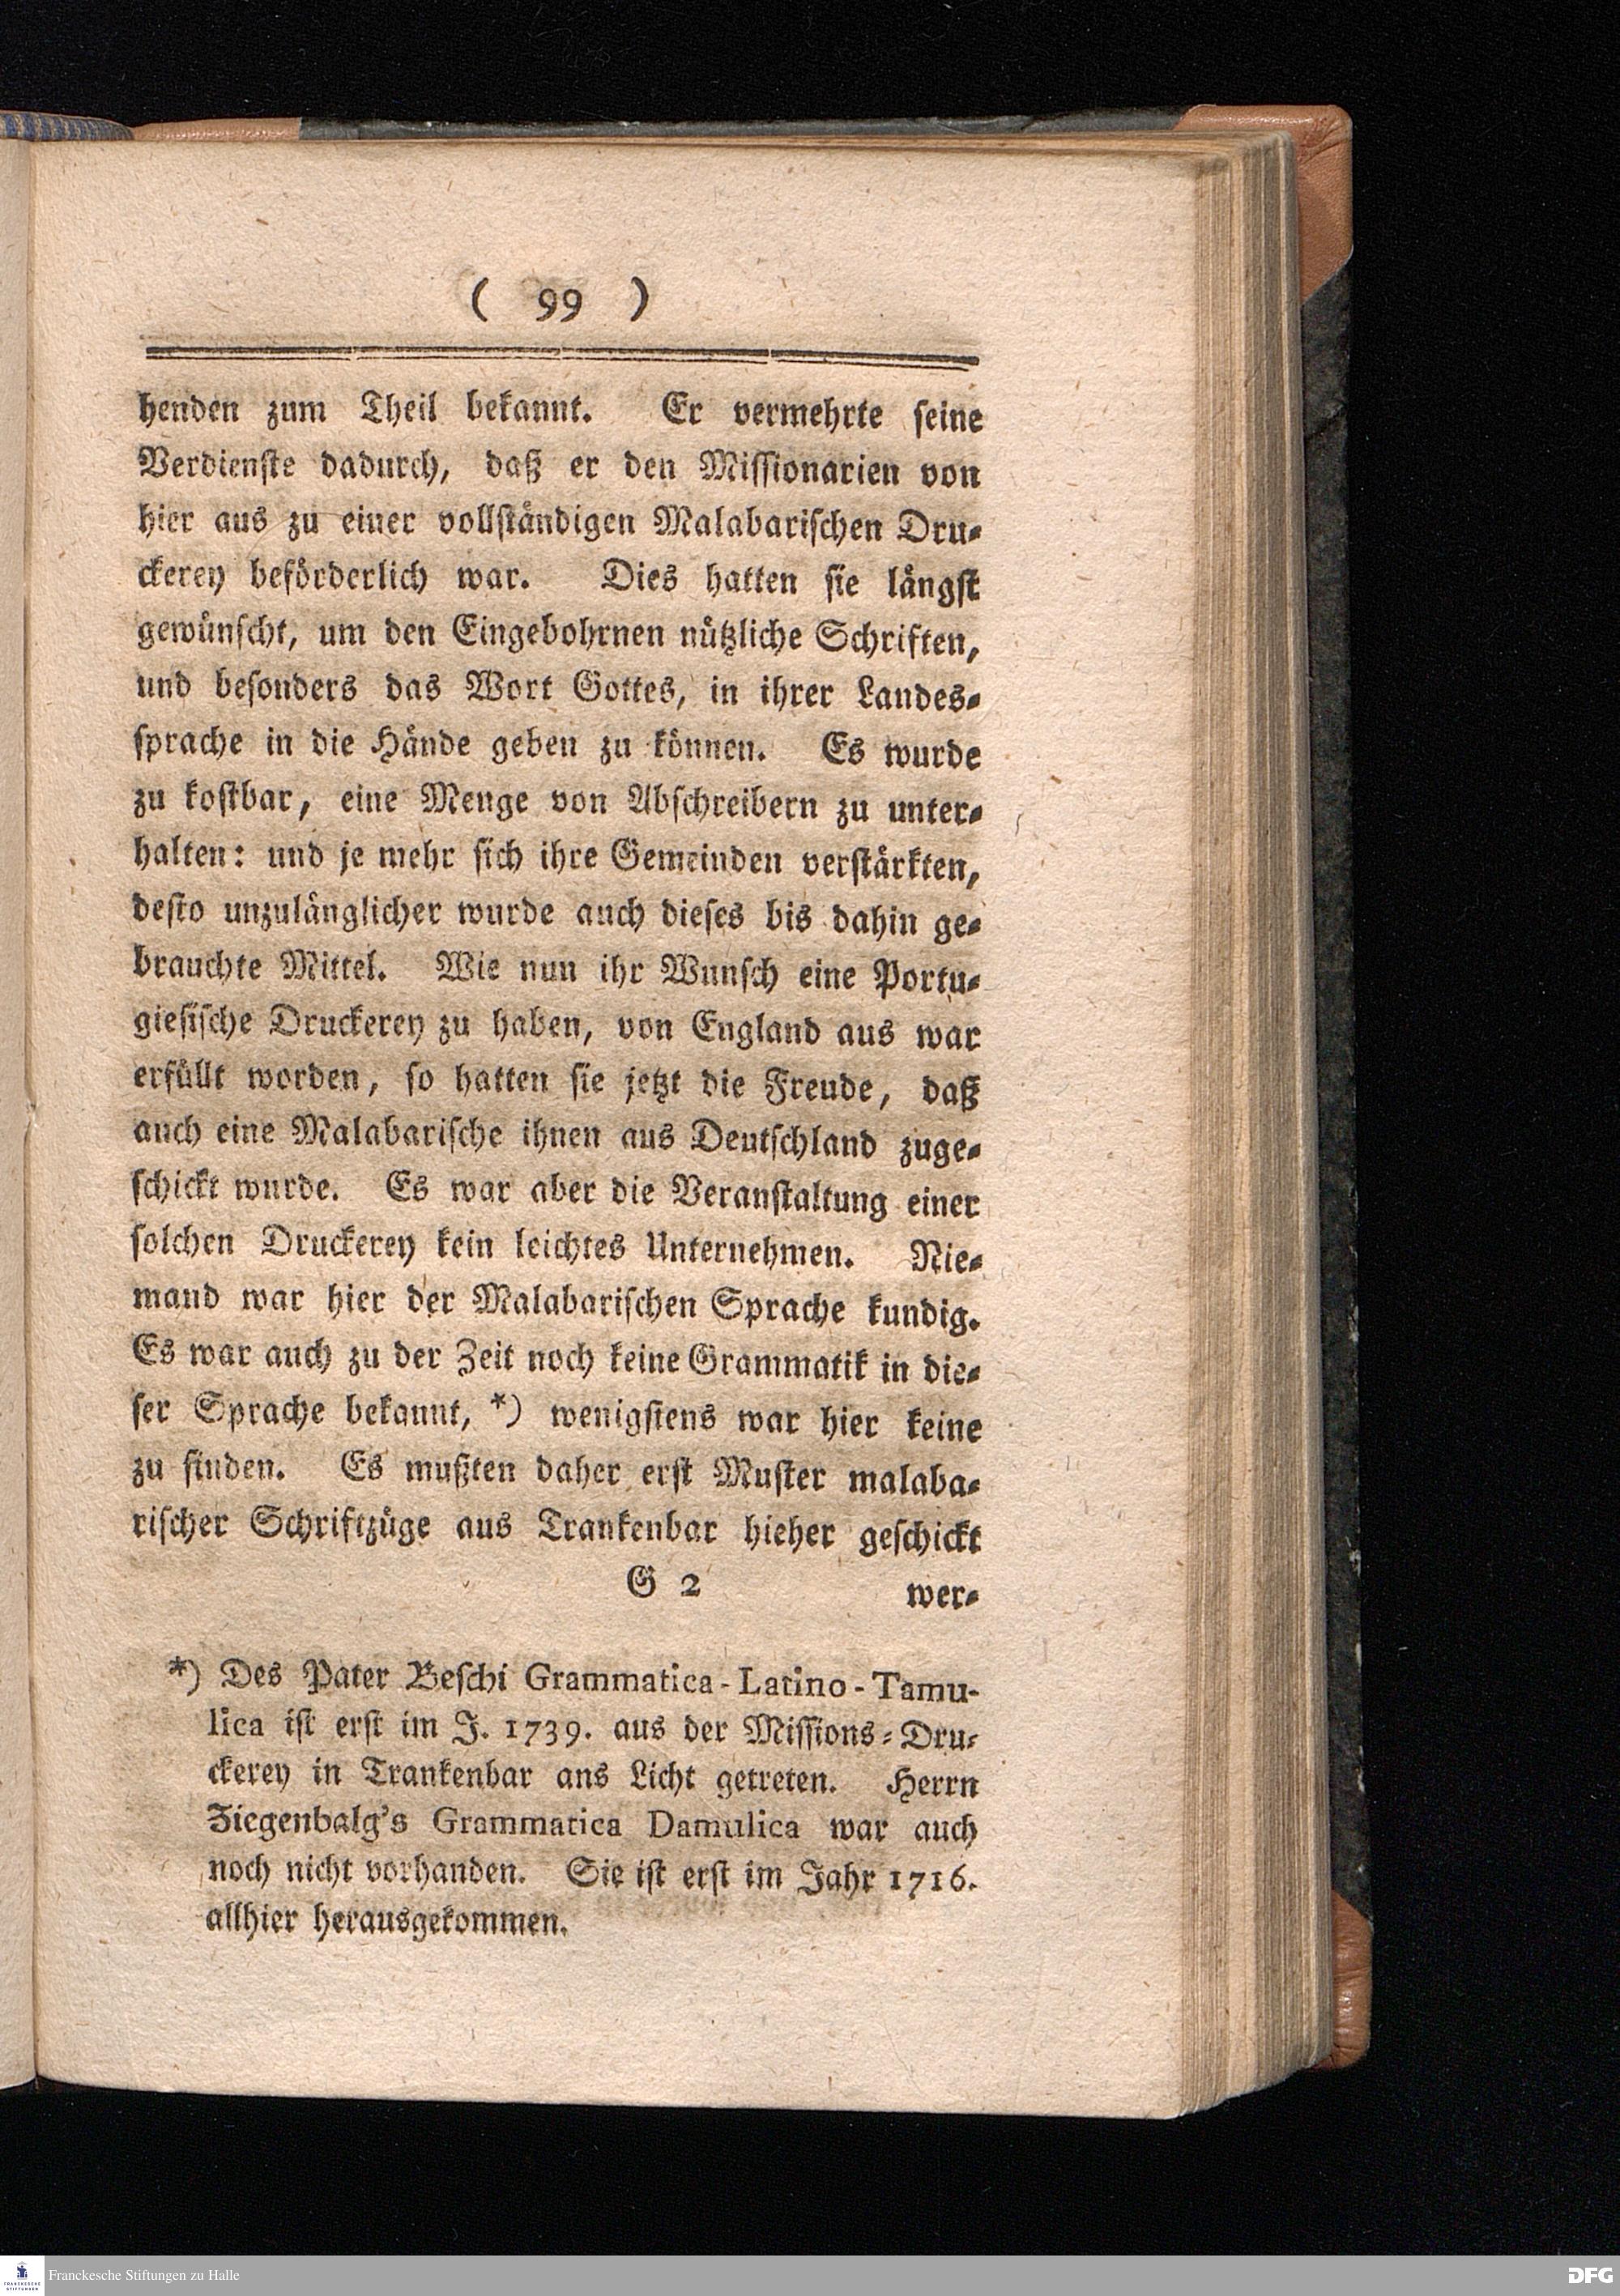 ( 99 )
henden zum Theil bekannt. Er vermehrte seine
Verdienste dadurch, daß er den Missionarien von
hier aus zu einer vollständigen Malabarischen Dru-
ckerey beförderlich war. Dies hatten sie längst
gewünscht, um den Eingebohrnen nützliche Schriften,
und besonders das Wort Gottes, in ihrer Landes-
sprache in die Hände geben zu können. Es wurde
zu kostbar, eine Menge von Abschreibern zu unter-
halten: und je mehr sich ihre Gemeinden verstärkten,
desto unzulänglicher wurde auch dieses bis dahin ge-
brauchte Mittel. Wie nun ihr Wunsch eine Portu-
giesische Druckerey zu haben, von England aus war
erfüllt worden, so hatten sie jetzt die Freude, daß
auch eine Malabarische ihnen aus Deutschland zuge-
schickt wurde. Es war aber die Veranstaltung einer
solchen Druckerey kein leichtes Unternehmen. Nie-
mand war hier der Malabarischen Sprache kundig.
Es war auch zu der Zeit noch keine Grammatik in die-
ser Sprache bekannt, *) wenigstens war hier keine
zu finden. Es mußten daher erst Muster malaba-
rischer Schriftzüge aus Trankenbar hieher geschickt
G 2 wer-
*) Des Pater Beschi Grammatica-Latino-Tamu-
lica ist erst im J. 1739. aus der Missions-Dru-
ckerey in Trankenbar ans Licht getreten. Herrn
Ziegenbalg's Grammatica Damulica war auch
noch nicht vorhanden. Sie ist erst im Jahr 1716.
allhier herausgekommen.
FRANCKESCHE
STIFTUNGEN
Franckesche Stiftungen zu Halle
DFG